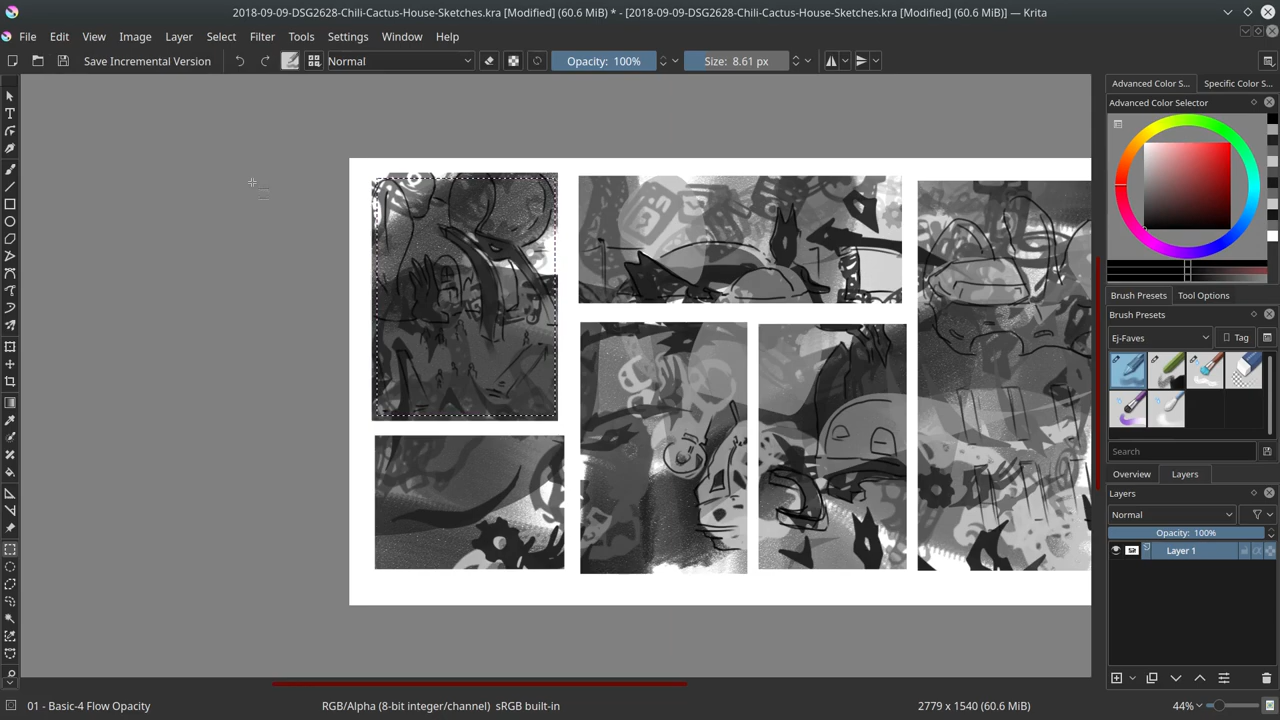 2018-09-09-DSG2628-Chili-Cactus-House-Sketches.kra [Modified] (60.6 MiB) * - [2018-09-09-DSG2628-Chili-Cactus-House-Sketches.kra [Modified] (60.6 MiB)] — Krita
File Edit View Image Layer Select Filter Tools Settings Window Help
Save Incremental Version Normal Opacity: 100% Size: 8.61 px
Advanced Color S... Specific Color S...
Advanced Color Selector
Brush Presets Tool Options
Brush Presets
Ej-Faves Tag
Search
Overview Layers
Layers
Normal
Opacity: 100%
Layer 1
01 - Basic-4 Flow Opacity RGB/Alpha (8-bit integer/channel) sRGB built-in 2779 x 1540 (60.6 MiB) 44%